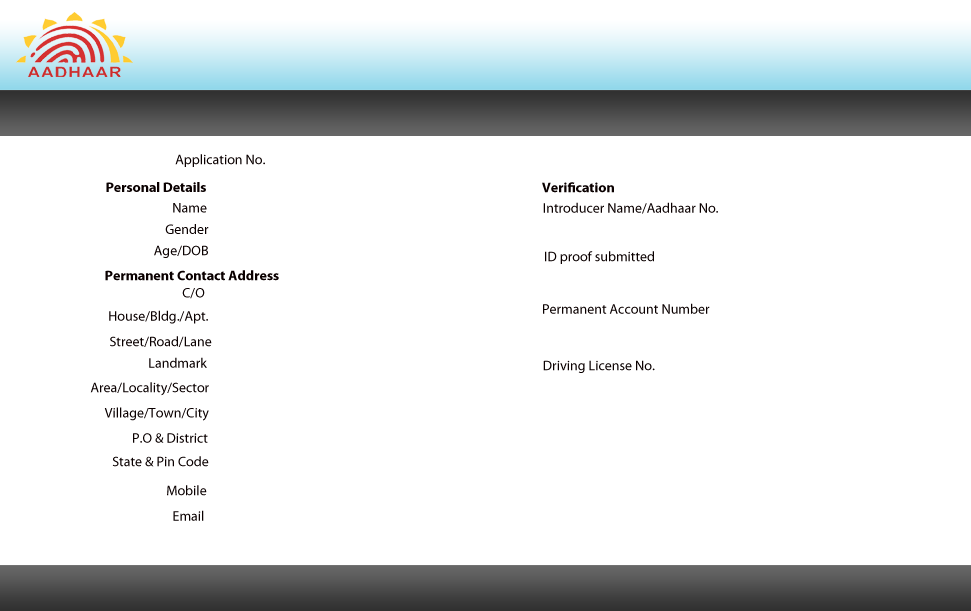 AADHAAR
Application No.
Personal Details
Name
Gender
Age/DOB
Permanent Contact Address
C/O
House/Bldg./Apt.
Street/Road/Lane
Landmark
Area/Locality/Sector
Village/Town/City
P.O & District
State & Pin Code
Mobile
Email
Verification
Introducer Name/Aadhaar No.
ID proof submitted
Permanent Account Number
Driving License No.